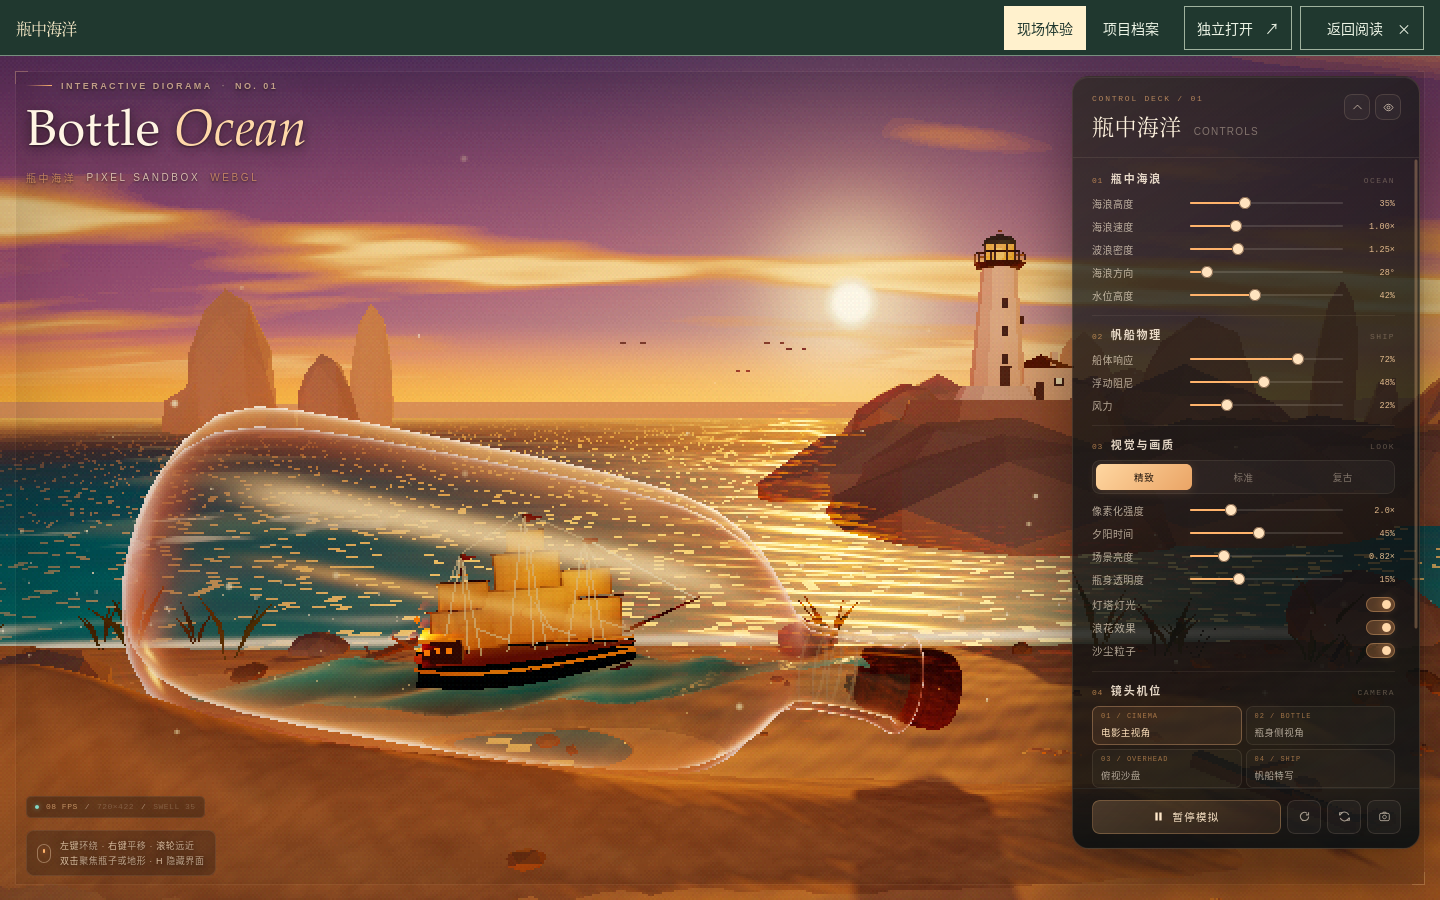 瓶中海洋
现场体验
项目档案
独立打开 ↗
返回阅读 ×
INTERACTIVE DIORAMA · NO. 01
Bottle Ocean
瓶中海洋 PIXEL SANDBOX WEBGL
CONTROL DECK / 01
瓶中海洋 CONTROLS
01 瓶中海浪 OCEAN
海浪高度 35%
海浪速度 1.00×
波浪密度 1.25×
海浪方向 28°
水位高度 42%
02 帆船物理 SHIP
船体响应 72%
浮动阻尼 48%
风力 22%
03 视觉与画质 LOOK
精致 标准 复古
像素化强度 2.0×
夕阳时间 45%
场景亮度 0.82×
瓶身透明度 15%
灯塔灯光
浪花效果
沙尘粒子
04 镜头机位 CAMERA
01 / CINEMA
电影主视角
02 / BOTTLE
瓶身侧视角
03 / OVERHEAD
俯视沙盘
04 / SHIP
帆船特写
暂停模拟
08 FPS / 720×422 / SWELL 35
左键环绕 · 右键平移 · 滚轮远近
双击聚焦瓶子或地形 · H 隐藏界面